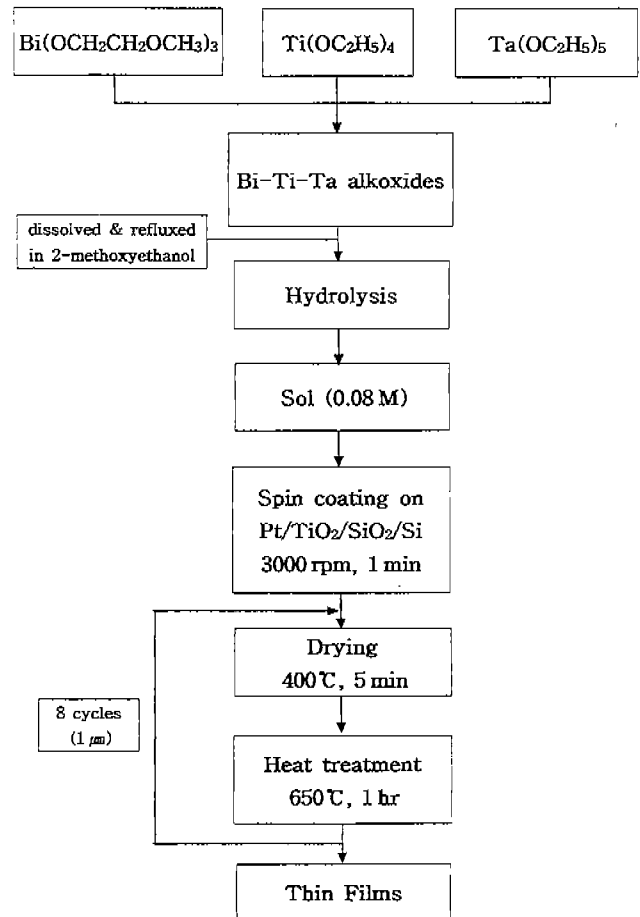 Bi(OCH₂CH₂OCH₃)₃
Ti(OC₂H₅)₄
Ta(OC₂H₅)₅
Bi-Ti-Ta alkoxides
dissolved & refluxed
in 2-methoxyethanol
Hydrolysis
Sol (0.08 M)
Spin coating on
Pt/TiO₂/SiO₂/Si
3000 rpm, 1 min
Drying
400℃, 5 min
8 cycles
(1 ㎛)
Heat treatment
650℃, 1 hr
Thin Films